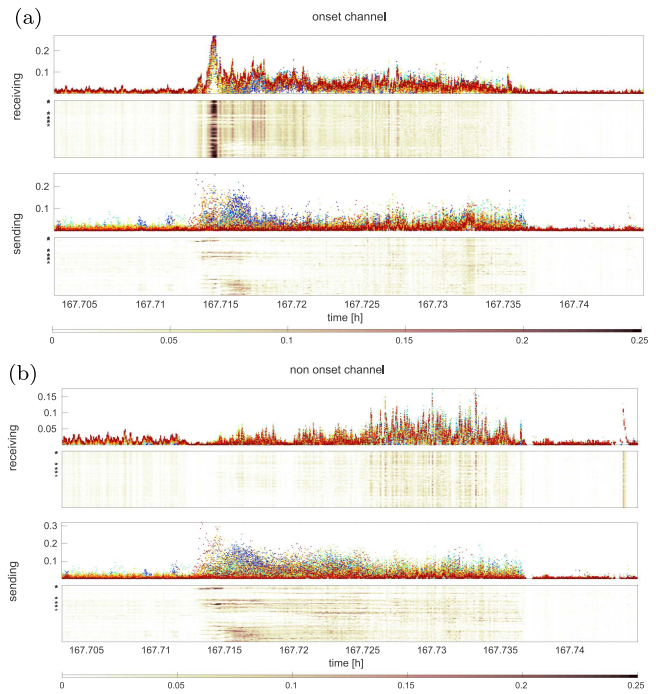 (a)
onset channel
0.2
0.1
receiving
*
***
0.2
0.1
sending
*
***
167.705 167.71 167.715 167.72 167.725 167.73 167.735 167.74
time [h]
0 0.05 0.1 0.15 0.2 0.25
(b)
non onset channel
0.15
0.1
0.05
receiving
*
***
0.3
0.2
0.1
sending
*
***
167.705 167.71 167.715 167.72 167.725 167.73 167.735 167.74
time [h]
0 0.05 0.1 0.15 0.2 0.25